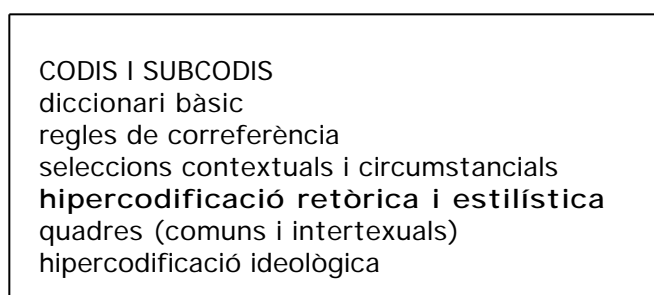 CODIS I SUBCODIS
diccionari bàsic
regles de correferència
seleccions contextuals i circumstancials
hipercodificació retòrica i estilística
quadres (comuns i intertexuals)
hipercodificació ideològica